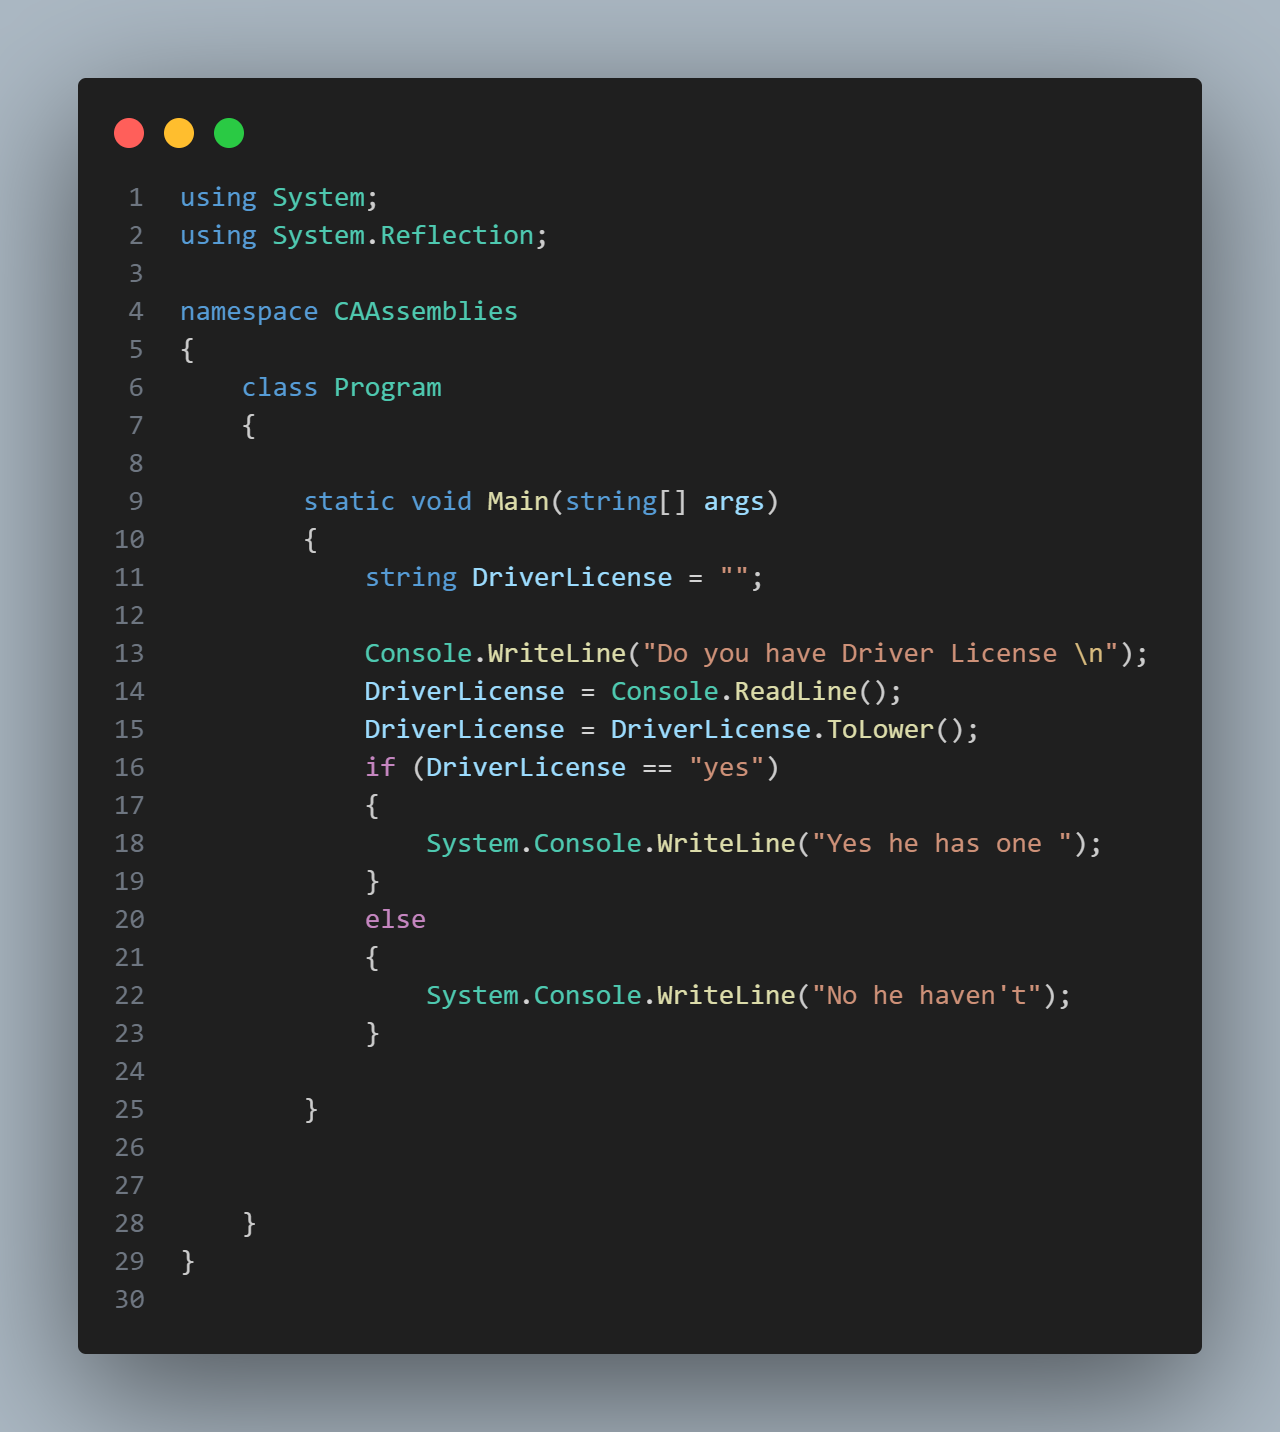 1 using System;
2 using System.Reflection;
3
4 namespace CAAssemblies
5 {
6     class Program
7     {
8
9         static void Main(string[] args)
10         {
11             string DriverLicense = "";
12
13             Console.WriteLine("Do you have Driver License \n");
14             DriverLicense = Console.ReadLine();
15             DriverLicense = DriverLicense.ToLower();
16             if (DriverLicense == "yes")
17             {
18                 System.Console.WriteLine("Yes he has one ");
19             }
20             else
21             {
22                 System.Console.WriteLine("No he haven't");
23             }
24
25         }
26
27
28     }
29 }
30